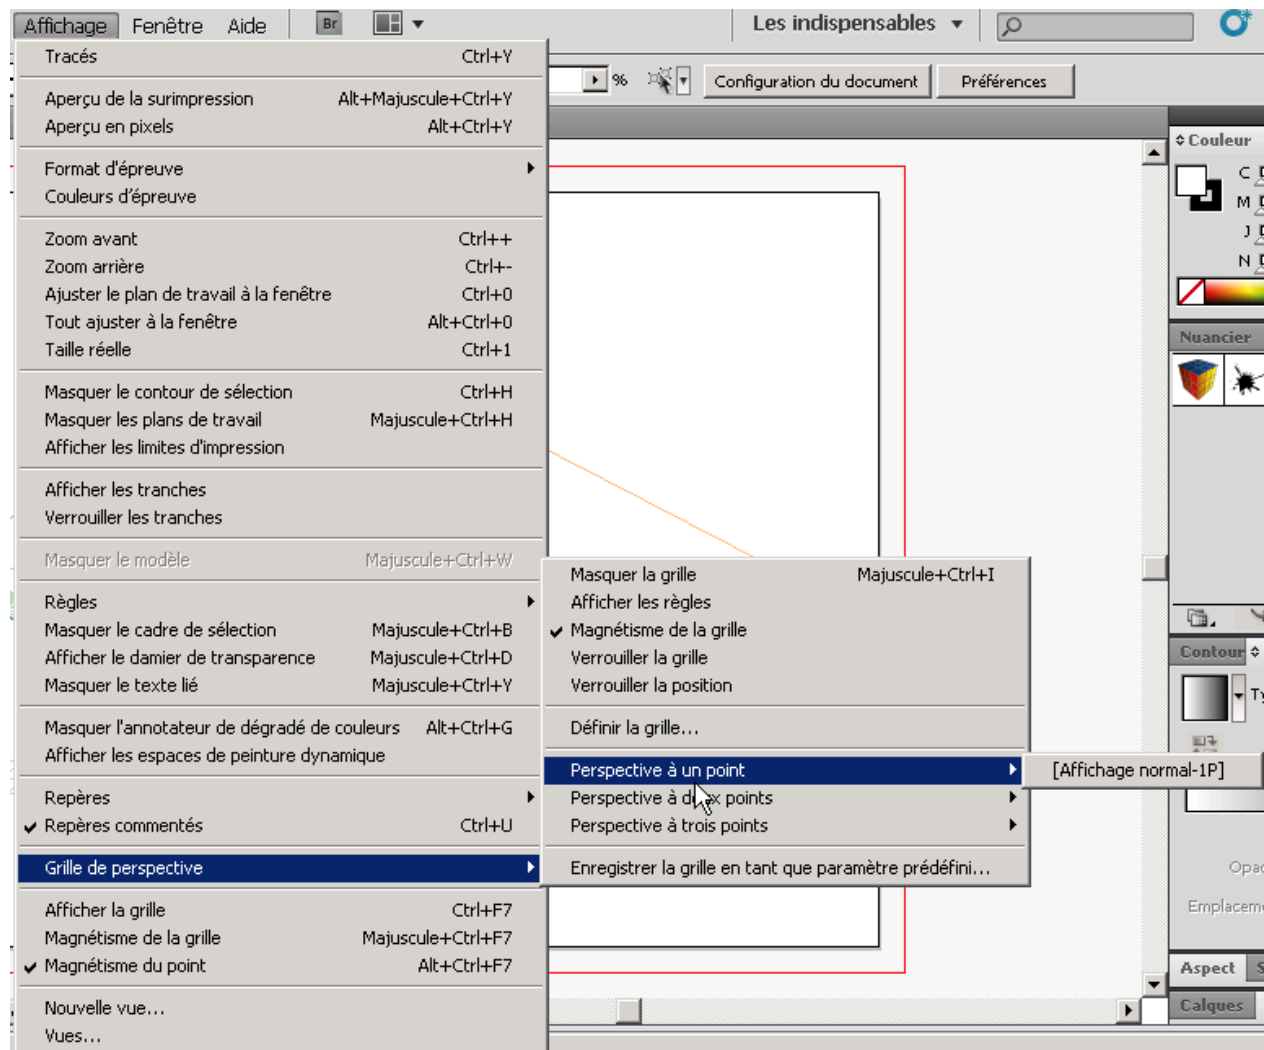 Affichage Fenêtre Aide Br Les indispensables
Tracés Ctrl+Y
% Configuration du document Préférences
Aperçu de la surimpression Alt+Majuscule+Ctrl+Y
Aperçu en pixels Alt+Ctrl+Y
Format d'épreuve
Couleurs d'épreuve
Zoom avant Ctrl++
Zoom arrière Ctrl+-
Ajuster le plan de travail à la fenêtre Ctrl+0
Tout ajuster à la fenêtre Alt+Ctrl+0
Taille réelle Ctrl+1
Masquer le contour de sélection Ctrl+H
Masquer les plans de travail Majuscule+Ctrl+H
Afficher les limites d'impression
Afficher les tranches
Verrouiller les tranches
Masquer le modèle Majuscule+Ctrl+W
Règles
Masquer le cadre de sélection Majuscule+Ctrl+B
Afficher le damier de transparence Majuscule+Ctrl+D
Masquer le texte lié Majuscule+Ctrl+Y
Masquer l'annotateur de dégradé de couleurs Alt+Ctrl+G
Afficher les espaces de peinture dynamique
Repères
Repères commentés Ctrl+U
Grille de perspective
Afficher la grille Ctrl+F7
Magnétisme de la grille Majuscule+Ctrl+F7
Magnétisme du point Alt+Ctrl+F7
Nouvelle vue...
Vues...
Masquer la grille Majuscule+Ctrl+I
Afficher les règles
Magnétisme de la grille
Verrouiller la grille
Verrouiller la position
Définir la grille...
Perspective à un point
Perspective à deux points
Perspective à trois points
Enregistrer la grille en tant que paramètre prédéfini...
[Affichage normal-1P]
Couleur
C
M
J
N
Nuancier
Contour
Ty
Opac
Emplaceme
Aspect S
Calques